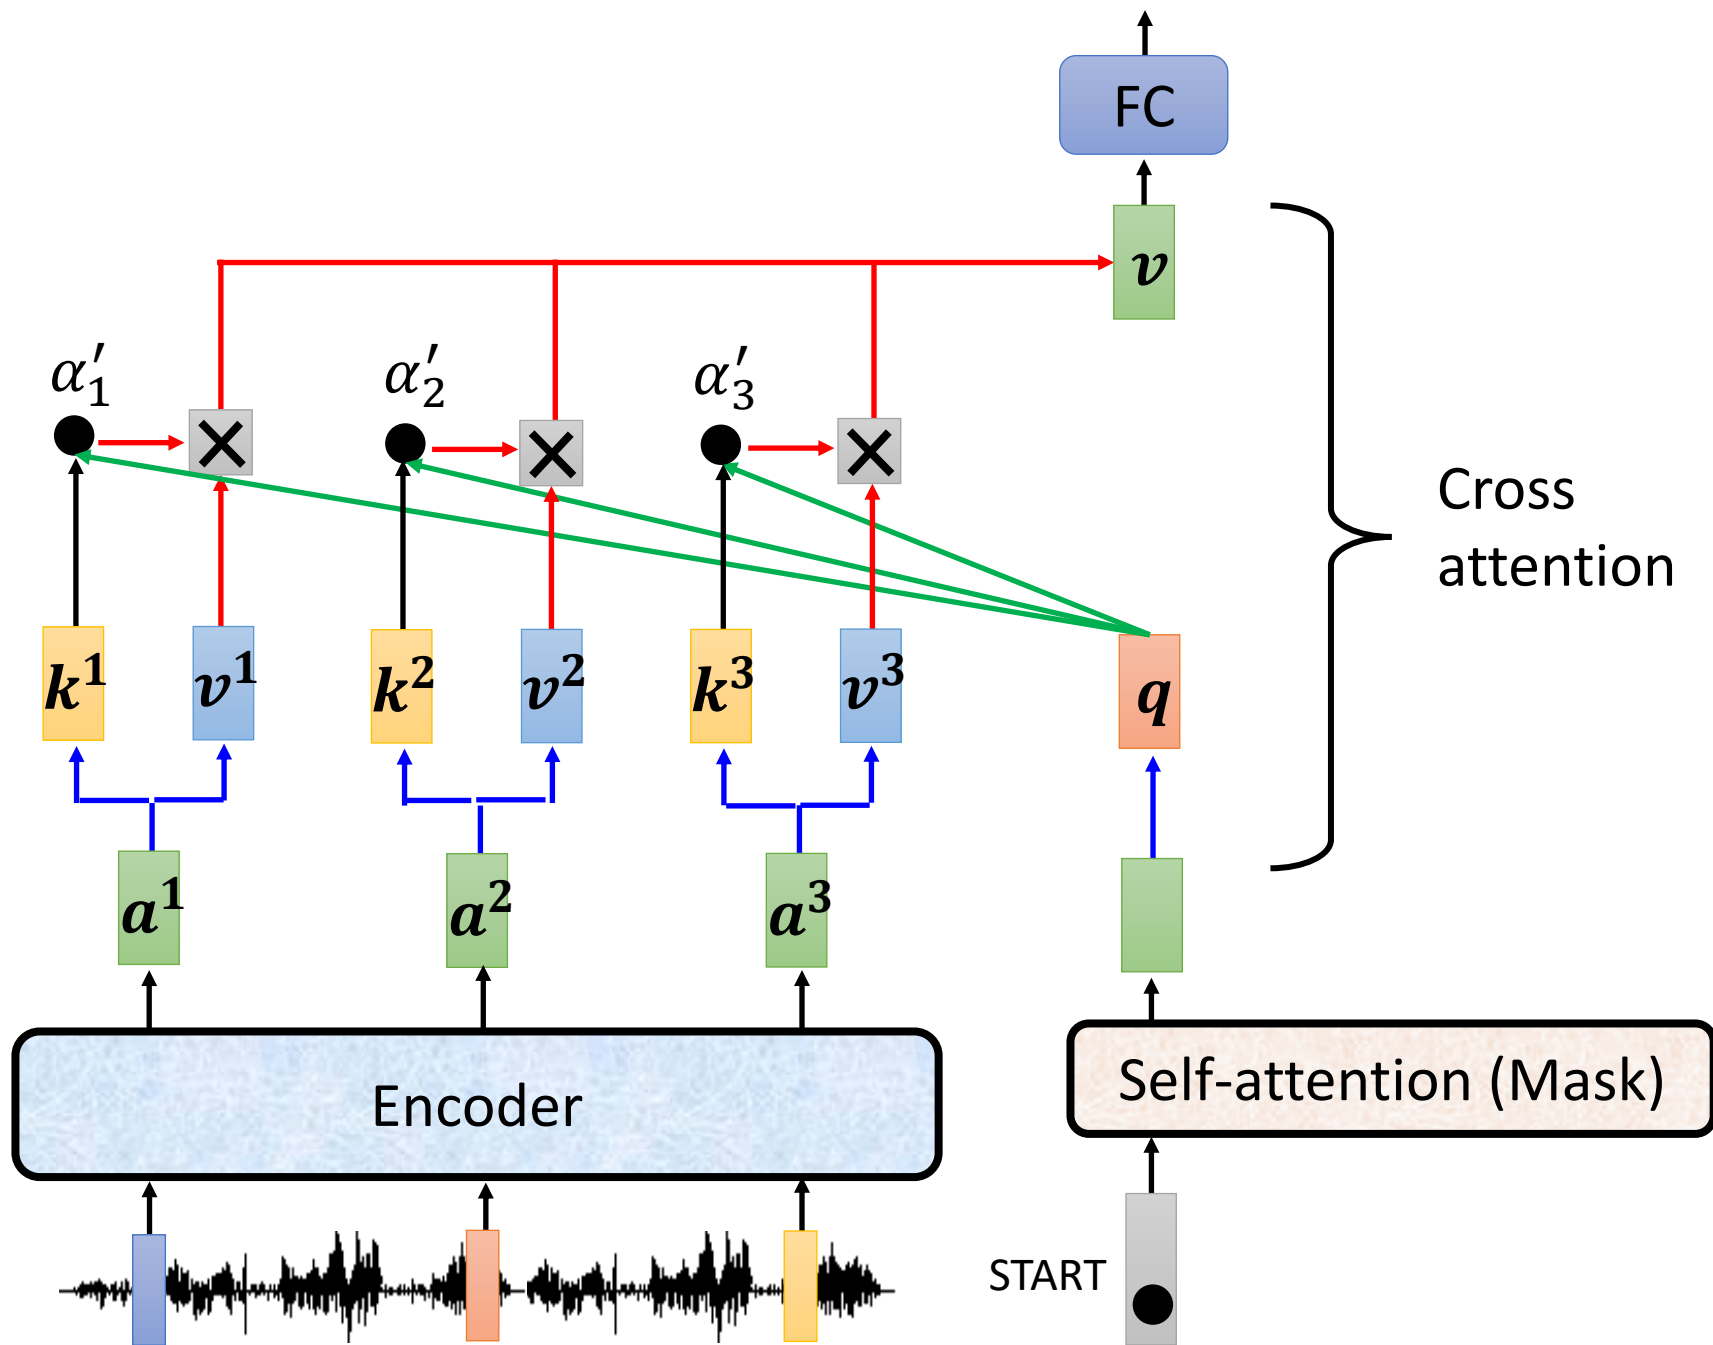 FC
v
α′₁
α′₂
α′₃
Cross
attention
k¹
v¹
k²
v²
k³
v³
q
a¹
a²
a³
Encoder
Self-attention (Mask)
START